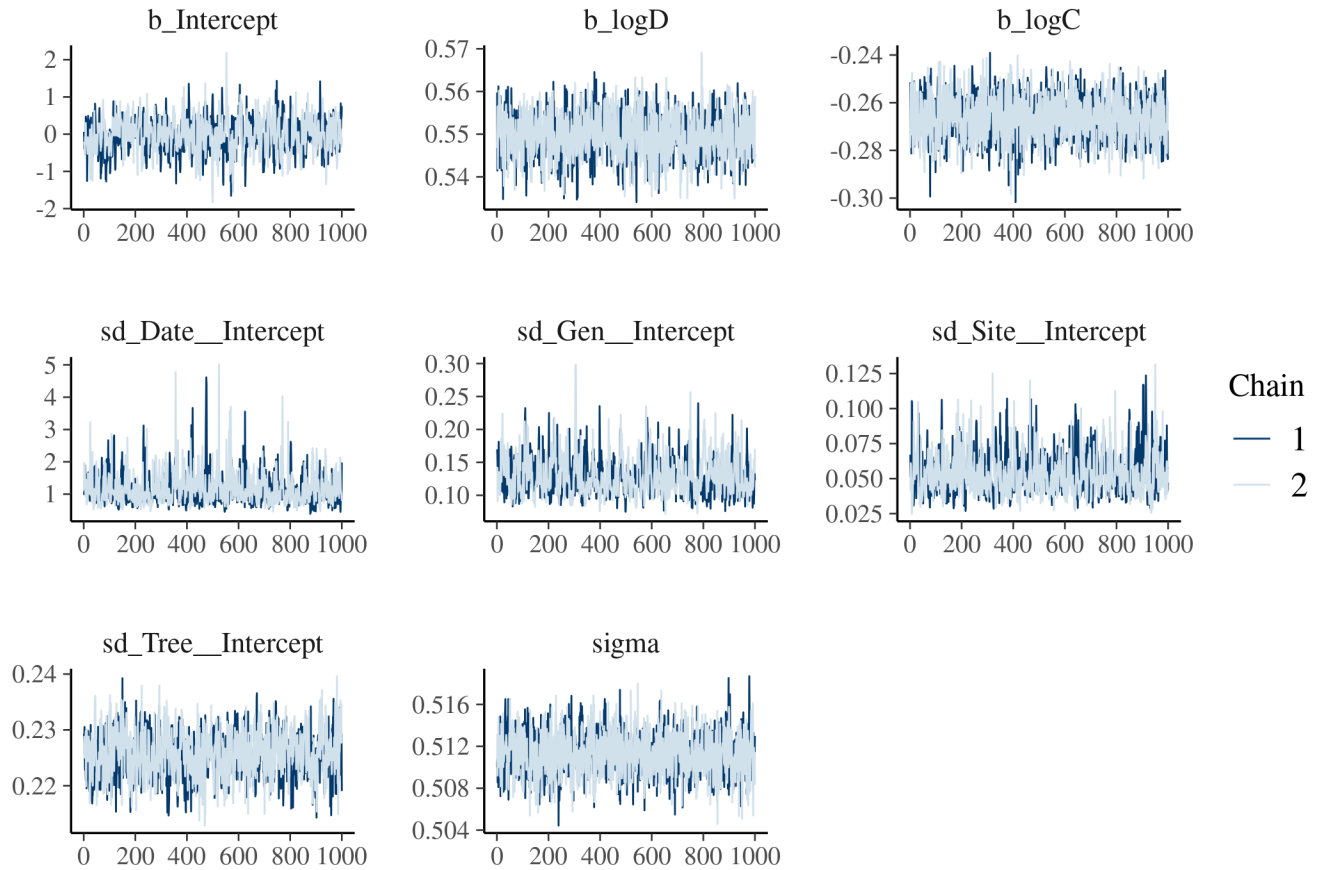 b_Intercept b_logD b_logC
2 1 0 -1 -2
0 200 400 600 800 1000
0.57 0.56 0.55 0.54
0 200 400 600 800 1000
-0.24 -0.26 -0.28 -0.30
0 200 400 600 800 1000
sd_Date__Intercept sd_Gen__Intercept sd_Site__Intercept
5 4 3 2 1
0 200 400 600 800 1000
0.30 0.25 0.20 0.15 0.10
0 200 400 600 800 1000
0.125 0.100 0.075 0.050 0.025
0 200 400 600 800 1000
Chain
1
2
sd_Tree__Intercept sigma
0.24 0.23 0.22
0 200 400 600 800 1000
0.516 0.512 0.508 0.504
0 200 400 600 800 1000